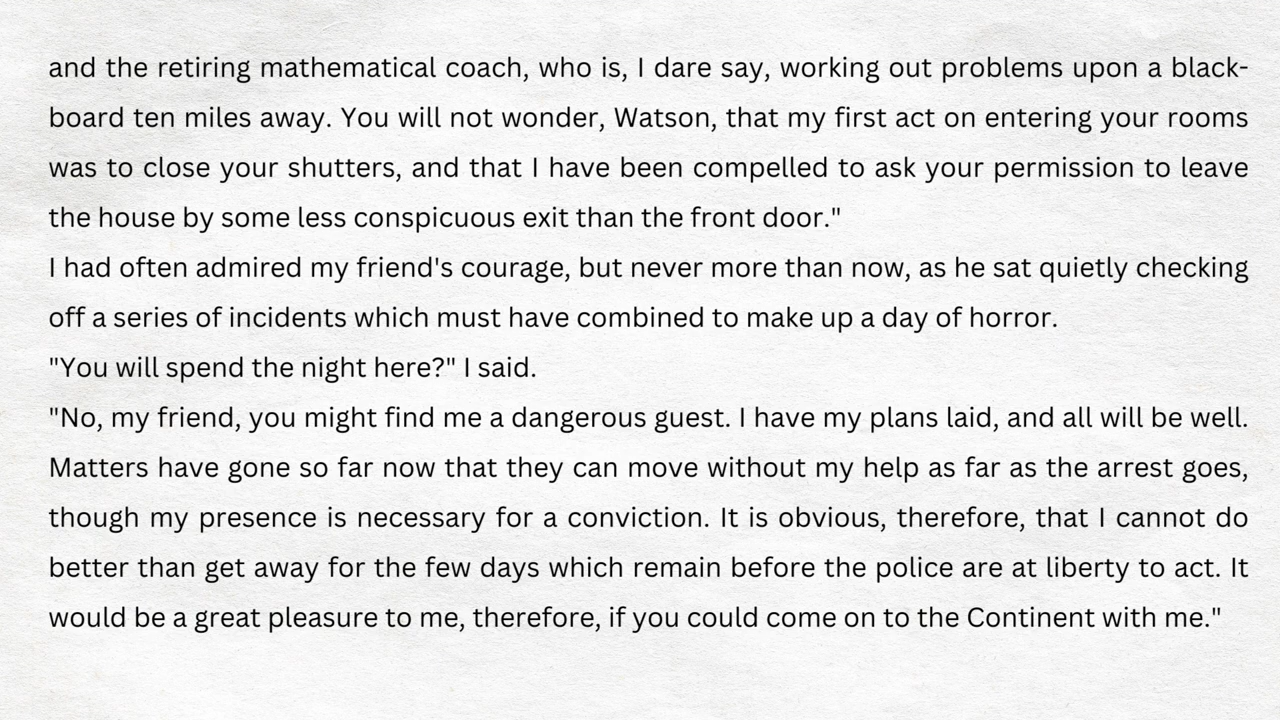 and the retiring mathematical coach, who is, I dare say, working out problems upon a black-
board ten miles away. You will not wonder, Watson, that my first act on entering your rooms
was to close your shutters, and that I have been compelled to ask your permission to leave
the house by some less conspicuous exit than the front door."
I had often admired my friend's courage, but never more than now, as he sat quietly checking
off a series of incidents which must have combined to make up a day of horror.
"You will spend the night here?" I said.
"No, my friend, you might find me a dangerous guest. I have my plans laid, and all will be well.
Matters have gone so far now that they can move without my help as far as the arrest goes,
though my presence is necessary for a conviction. It is obvious, therefore, that I cannot do
better than get away for the few days which remain before the police are at liberty to act. It
would be a great pleasure to me, therefore, if you could come on to the Continent with me."